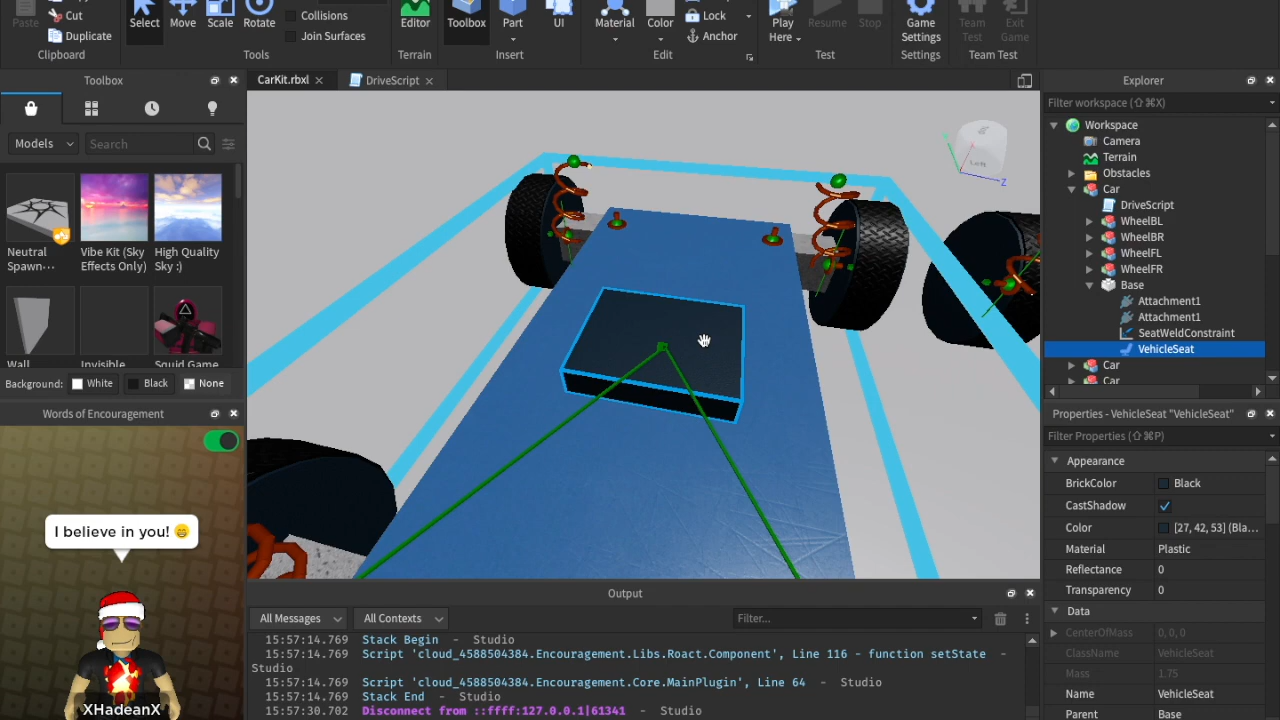 Paste
Cut
Duplicate
Clipboard
Select
Move
Scale
Rotate
Collisions
Join Surfaces
Tools
Editor
Terrain
Toolbox
Part
UI
Insert
Material
Color
Lock
Anchor
Edit
Play
Here
Resume
Stop
Test
Game
Settings
Settings
Team
Test
Exit
Game
Team Test
Toolbox
Models
Search
Neutral
Spawn...
Vibe Kit (Sky
Effects Only)
High Quality
Sky :)
Wall
Invisible
Squid Game
Background:
White
Black
None
Words of Encouragement
I believe in you!
XHadeanX
CarKit.rbxl
DriveScript
Left
Z
Output
All Messages
All Contexts
Filter...
15:57:14.769 Stack Begin - Studio
15:57:14.769 Script 'cloud_4588504384.Encouragement.Libs.Roact.Component', Line 116 - function setState -
Studio
15:57:14.769 Script 'cloud_4588504384.Encouragement.Core.MainPlugin', Line 64 - Studio
15:57:14.769 Stack End - Studio
15:57:30.702 Disconnect from ::ffff:127.0.0.1|61341 - Studio
Explorer
Filter workspace (⇧⌘X)
Workspace
Camera
Terrain
Obstacles
Car
DriveScript
WheelBL
WheelBR
WheelFL
WheelFR
Base
Attachment1
Attachment1
SeatWeldConstraint
VehicleSeat
Car
Car
Properties - VehicleSeat "VehicleSeat"
Filter Properties (⇧⌘P)
Appearance
BrickColor Black
CastShadow
Color [27, 42, 53] (Bla...
Material Plastic
Reflectance 0
Transparency 0
Data
CenterOfMass 0, 0, 0
ClassName VehicleSeat
Mass 1.75
Name VehicleSeat
Parent Base